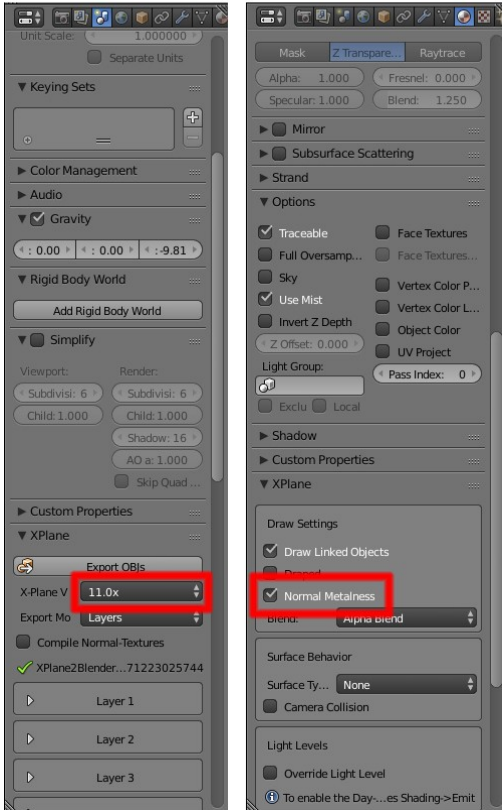 Unit Scale: 1.000000
Separate Units
Keying Sets
Color Management
Audio
Gravity
: 0.00 : 0.00 :-9.81
Rigid Body World
Add Rigid Body World
Simplify
Viewport: Render:
Subdivisi: 6 Subdivisi: 6
Child: 1.000 Child: 1.000
Shadow: 16
AO a: 1.000
Skip Quad ...
Custom Properties
XPlane
Export OBJs
X-Plane V 11.0x
Export Mo Layers
Compile Normal-Textures
XPlane2Blender...71223025744
Layer 1
Layer 2
Layer 3
Mask Z Transpare... Raytrace
Alpha: 1.000 Fresnel: 0.000
Specular: 1.000 Blend: 1.250
Mirror
Subsurface Scattering
Strand
Options
Traceable Face Textures
Full Oversamp... Face Textures...
Sky Vertex Color P...
Use Mist Vertex Color L...
Invert Z Depth Object Color
Z Offset: 0.000 UV Project
Light Group: Pass Index: 0
Exclu Local
Shadow
Custom Properties
XPlane
Draw Settings
Draw Linked Objects
Normal Metalness
Blend: Alpha Blend
Surface Behavior
Surface Ty... None
Camera Collision
Light Levels
Override Light Level
To enable the Day-...es Shading->Emit